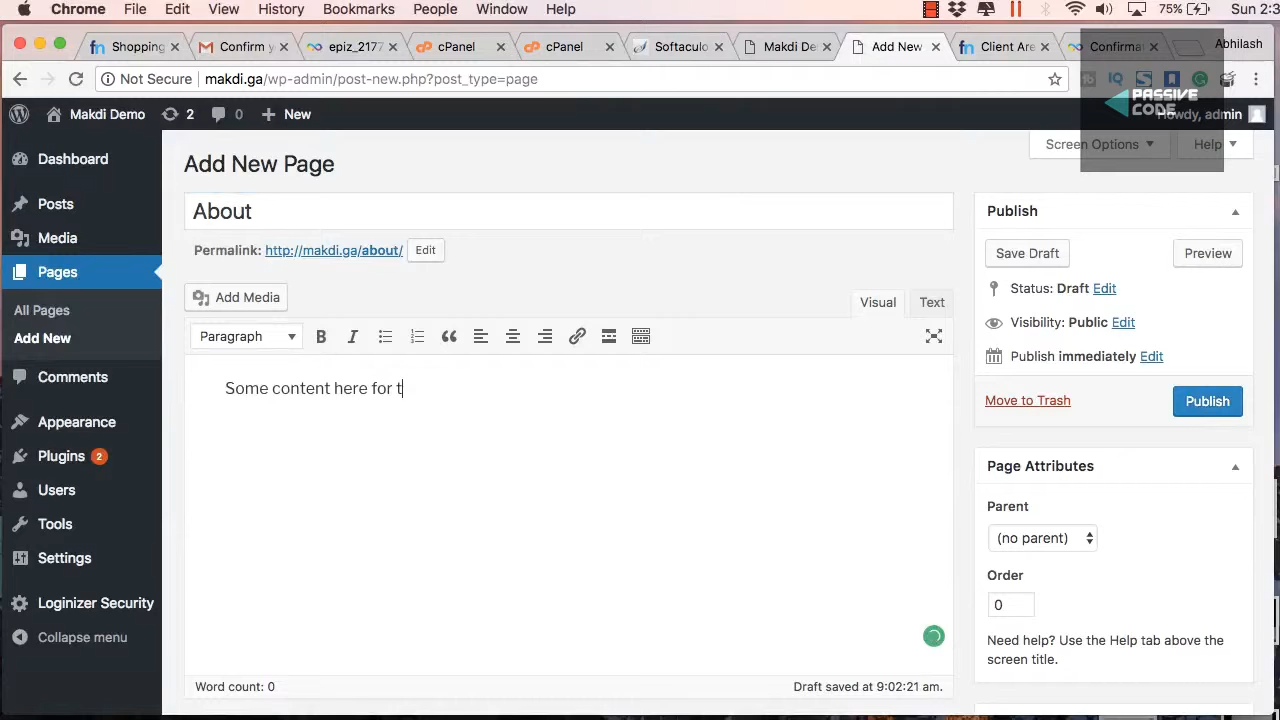 Chrome File Edit View History Bookmarks People Window Help 75% Sun 2:3
Shopping Confirm y epiz_2177 cPanel cPanel Softaculo Makdi De Add New Client Are Confirmat Abhilash
Not Secure makdi.ga/wp-admin/post-new.php?post_type=page
PASSIVE
CODE
Makdi Demo 2 0 New Howdy, admin
Screen Options Help
Dashboard
Posts
Media
Pages
All Pages
Add New
Comments
Appearance
Plugins 2
Users
Tools
Settings
Loginizer Security
Collapse menu
Add New Page
About
Permalink: http://makdi.ga/about/ Edit
Add Media
Visual Text
Paragraph
Some content here for t
Word count: 0 Draft saved at 9:02:21 am.
Publish
Save Draft Preview
Status: Draft Edit
Visibility: Public Edit
Publish immediately Edit
Move to Trash Publish
Page Attributes
Parent
(no parent)
Order
0
Need help? Use the Help tab above the
screen title.